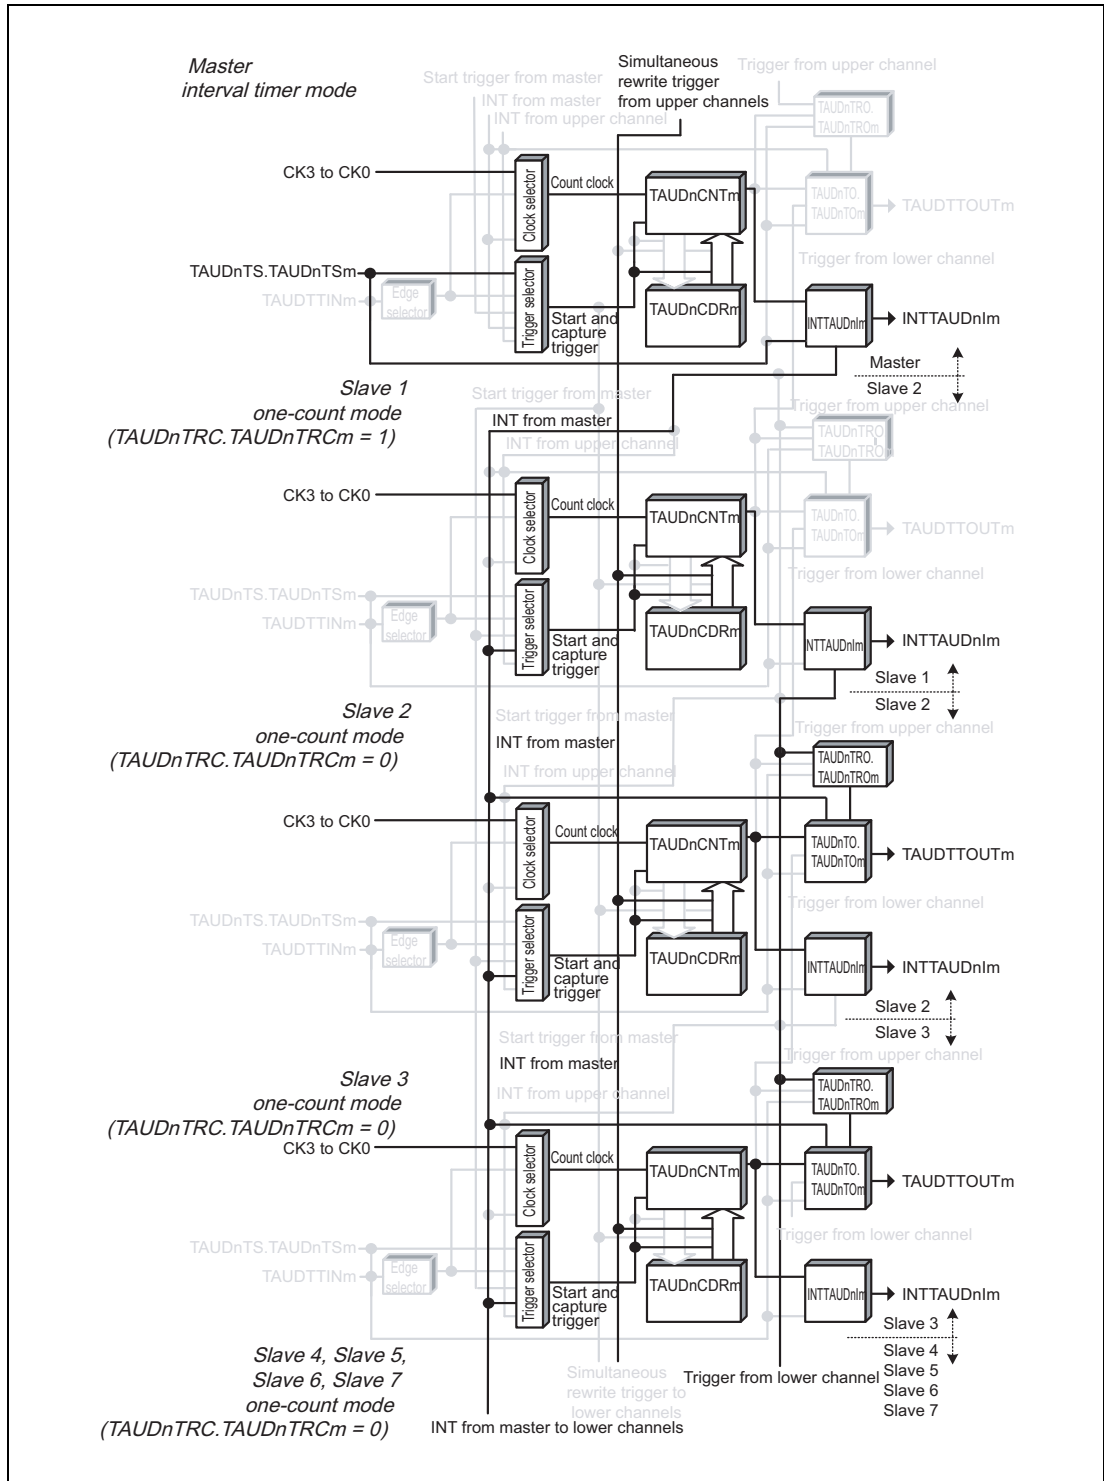 Master
interval timer mode
Start trigger from master
INT from master
INT from upper channel
Simultaneous
rewrite trigger
from upper channels
Trigger from upper channel
TAUDnTRO.
TAUDnTROm
CK3 to CK0
Clock selector
Count clock
TAUDnCNTm
TAUDnTO.
TAUDnTOm
TAUDTTOUTm
Trigger from lower channel
TAUDnTS.TAUDnTSm
TAUDTTINm
Edge
selector
Trigger selector
Start and
capture
trigger
TAUDnCDRm
INTTAUDnIm
INTTAUDnIm
Master
Slave 2
Slave 1
one-count mode
(TAUDnTRC.TAUDnTRCm = 1)
Start trigger from master
INT from master
INT from upper channel
Trigger from upper channel
TAUDnTRO
TAUDnTRO
CK3 to CK0
Clock selector
Count clock
TAUDnCNTm
TAUDnTO.
TAUDnTOm
TAUDTTOUTm
Trigger from lower channel
TAUDnTS.TAUDnTSm
TAUDTTINm
Edge
selector
Trigger selector
Start and
capture
trigger
TAUDnCDRm
NTTAUDnIm
INTTAUDnIm
Slave 1
Slave 2
Slave 2
one-count mode
(TAUDnTRC.TAUDnTRCm = 0)
Start trigger from master
INT from master
INT from upper channel
Trigger from upper channel
TAUDnTRO.
TAUDnTROm
CK3 to CK0
Clock selector
Count clock
TAUDnCNTm
TAUDnTO.
TAUDnTOm
TAUDTTOUTm
Trigger from lower channel
TAUDnTS.TAUDnTSm
TAUDTTINm
Edge
selector
Trigger selector
Start and
capture
trigger
TAUDnCDRm
INTTAUDnIm
INTTAUDnIm
Slave 2
Slave 3
Slave 3
one-count mode
(TAUDnTRC.TAUDnTRCm = 0)
Start trigger from master
INT from master
INT from upper channel
Trigger from upper channel
TAUDnTRO.
TAUDnTROm
CK3 to CK0
Clock selector
Count clock
TAUDnCNTm
TAUDnTO.
TAUDnTOm
TAUDTTOUTm
Trigger from lower channel
TAUDnTS.TAUDnTSm
TAUDTTINm
Edge
selector
Trigger selector
Start and
capture
trigger
TAUDnCDRm
INTTAUDnIm
INTTAUDnIm
Slave 3
Slave 4
Slave 5
Slave 6
Slave 7
Slave 4, Slave 5,
Slave 6, Slave 7
one-count mode
(TAUDnTRC.TAUDnTRCm = 0)
Simultaneous
rewrite trigger to
lower channels
Trigger from lower channel
INT from master to lower channels